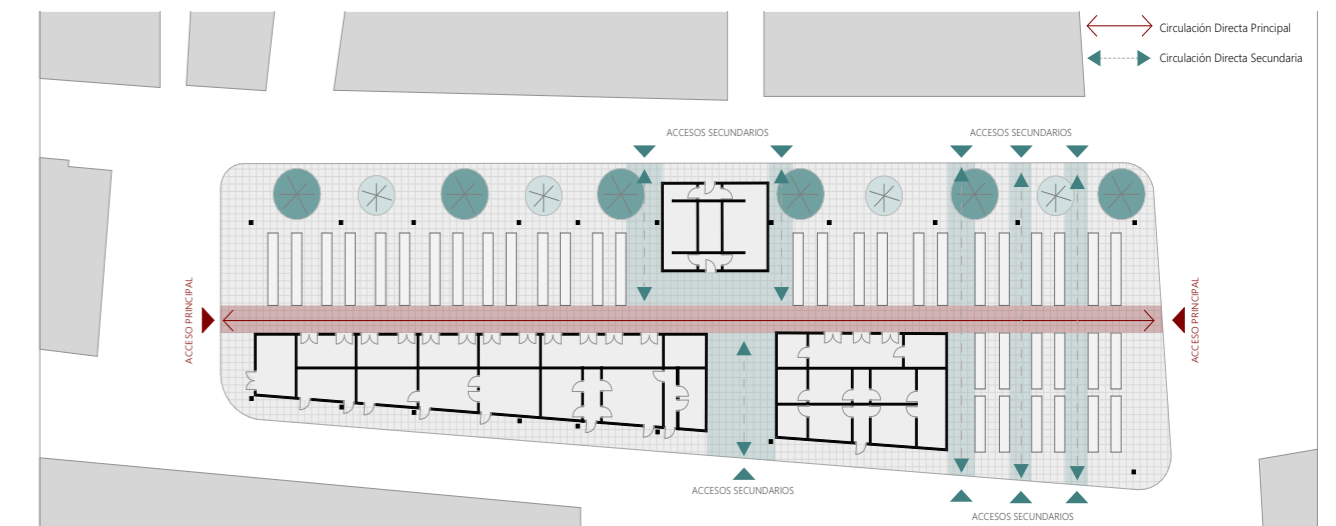 Circulación Directa Principal
Circulación Directa Secundaria
ACCESOS SECUNDARIOS
ACCESOS SECUNDARIOS
ACCESO PRINCIPAL
ACCESO PRINCIPAL
ACCESOS SECUNDARIOS
ACCESOS SECUNDARIOS